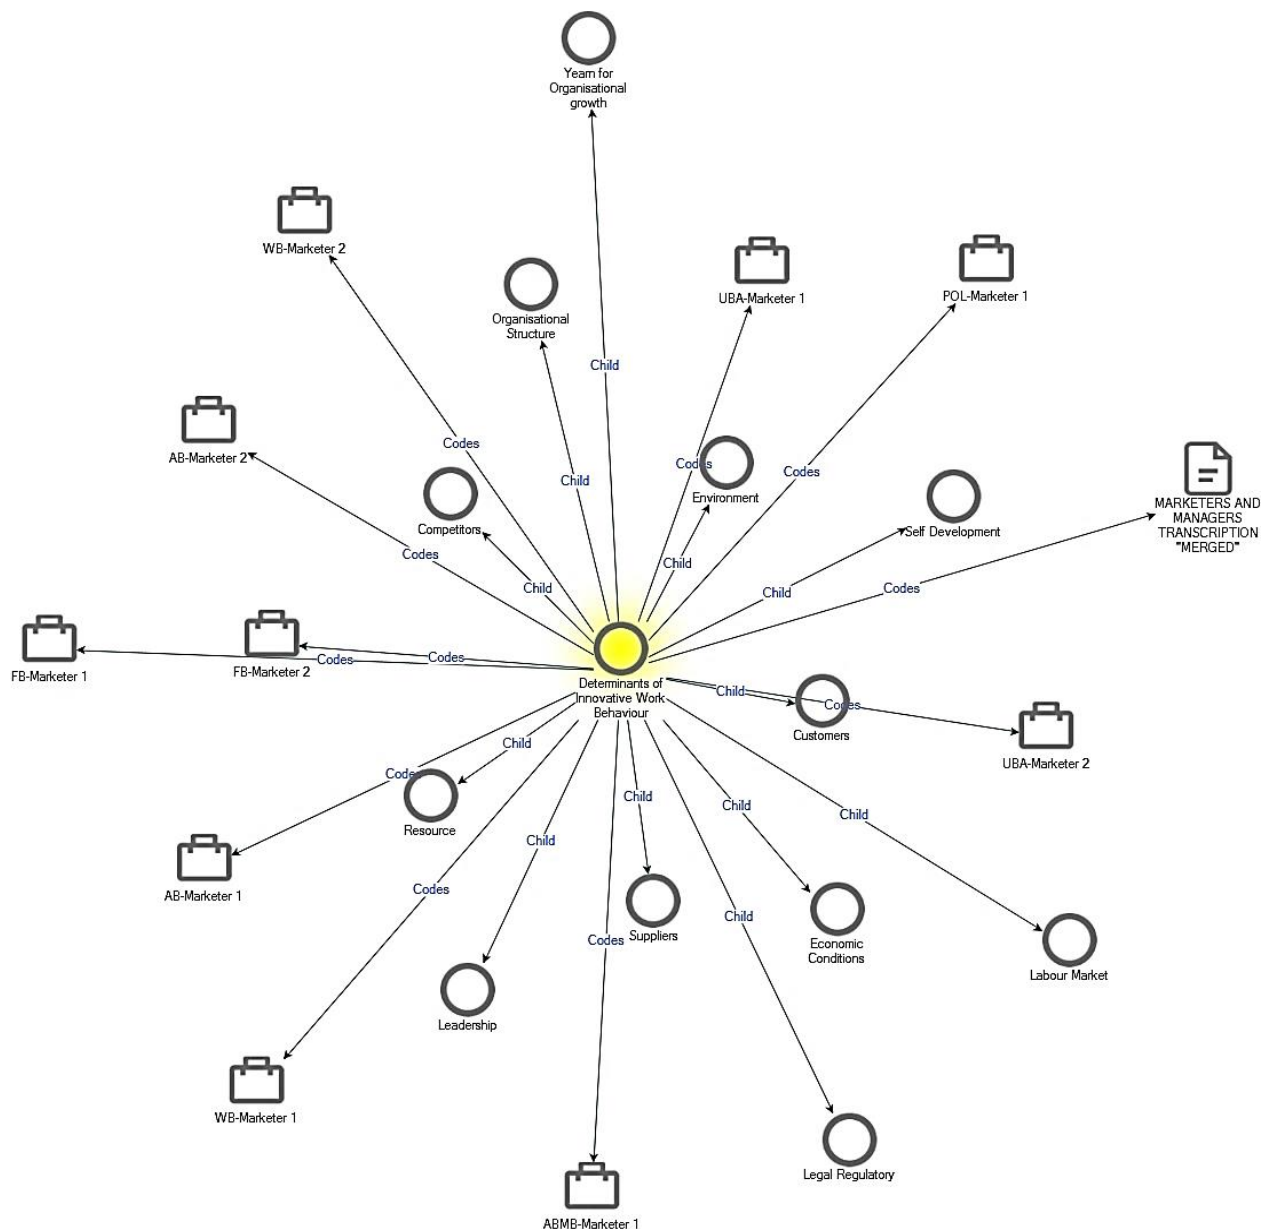 Yearn for
Organisational
growth
WB-Marketer 2
Organisational
Structure
UBA-Marketer 1
POL-Marketer 1
Child
AB-Marketer 2
Codes
Child
Codes
Environment
Codes
Competitors
Self Development
MARKETERS AND
MANAGERS
TRANSCRIPTION
"MERGED"
Codes
Child
Child
Child
Codes
FB-Marketer 1
Codes
Codes
FB-Marketer 2
Determinants of
Innovative Work
Behaviour
Child
Codes
Customers
UBA-Marketer 2
Child
Codes
Resource
Child
Child
Child
Child
AB-Marketer 1
Codes
Child
Suppliers
Codes
Economic
Conditions
Labour Market
Leadership
WB-Marketer 1
Legal Regulatory
ABMB-Marketer 1